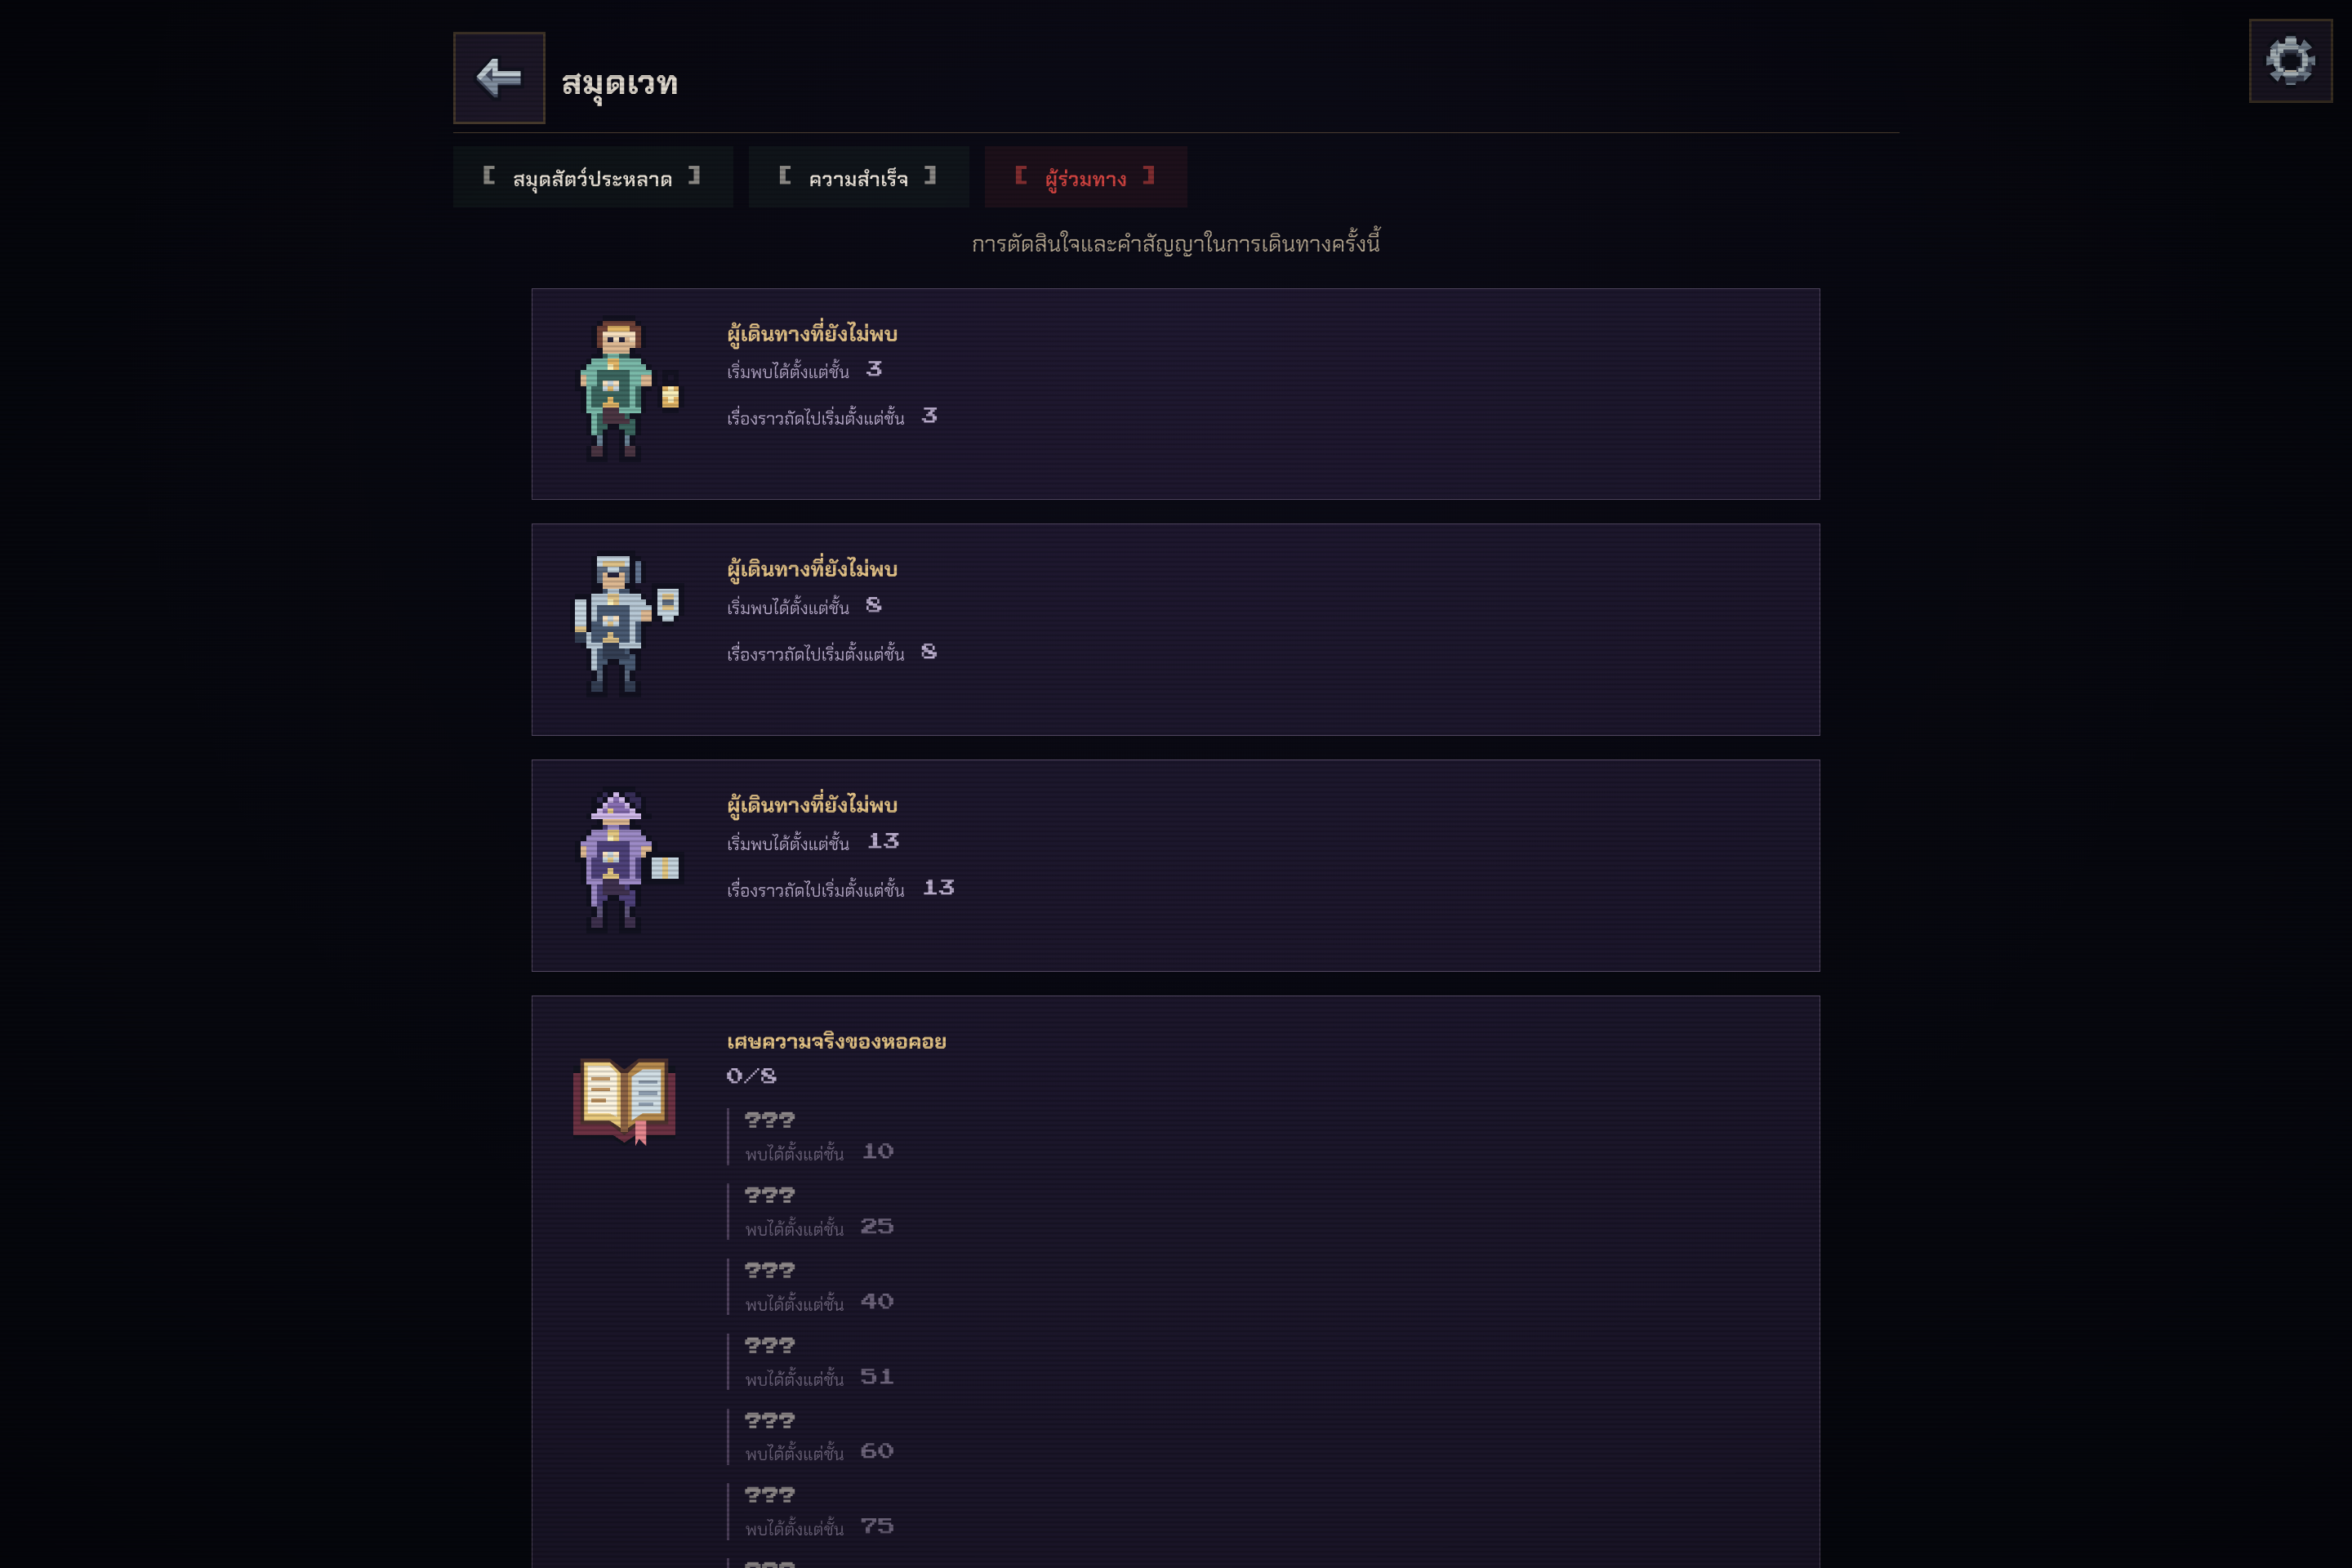 สมุดเวท
[ สมุดสัตว์ประหลาด ] [ ความสำเร็จ ] [ ผู้ร่วมทาง ]
การตัดสินใจและคำสัญญาในการเดินทางครั้งนี้
ผู้เดินทางที่ยังไม่พบ
เริ่มพบได้ตั้งแต่ชั้น 3
เรื่องราวถัดไปเริ่มตั้งแต่ชั้น 3
ผู้เดินทางที่ยังไม่พบ
เริ่มพบได้ตั้งแต่ชั้น 8
เรื่องราวถัดไปเริ่มตั้งแต่ชั้น 8
ผู้เดินทางที่ยังไม่พบ
เริ่มพบได้ตั้งแต่ชั้น 13
เรื่องราวถัดไปเริ่มตั้งแต่ชั้น 13
เศษความจริงของหอคอย
0/8
???
พบได้ตั้งแต่ชั้น 10
???
พบได้ตั้งแต่ชั้น 25
???
พบได้ตั้งแต่ชั้น 40
???
พบได้ตั้งแต่ชั้น 51
???
พบได้ตั้งแต่ชั้น 60
???
พบได้ตั้งแต่ชั้น 75
???